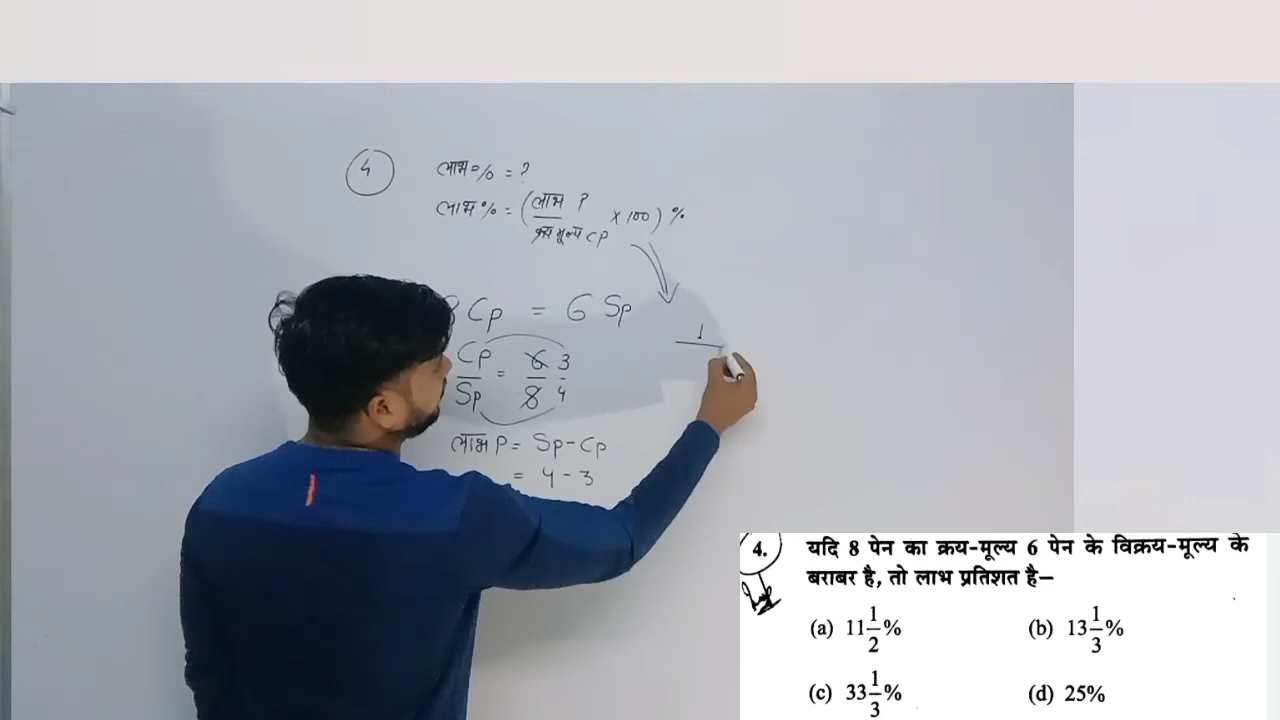 4
लाभ % = ?
लाभ % = ( लाभ P / क्रय मूल्य CP × 100 ) %
8 Cp = 6 Sp
Cp/Sp = 6/8 3/4
1
लाभ P = Sp - Cp
= 4 - 3
4. यदि 8 पेन का क्रय-मूल्य 6 पेन के विक्रय-मूल्य के
बराबर है, तो लाभ प्रतिशत है–
(a) 11 1/2 % (b) 13 1/3 %
(c) 33 1/3 % (d) 25%